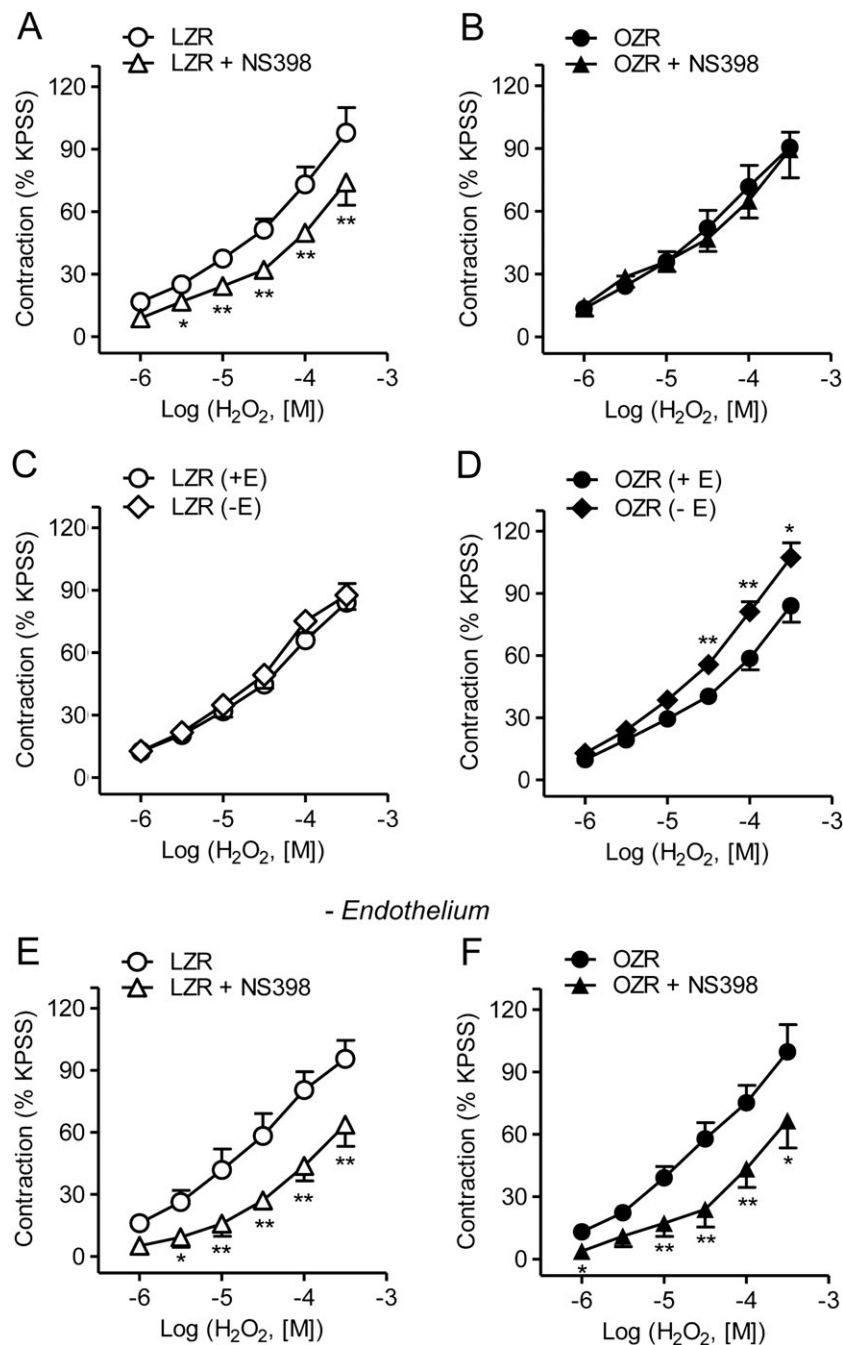 A
LZR
LZR + NS398
120
90
60
30
0
Contraction (% KPSS)
*
**
**
**
**
-6
-5
-4
-3
Log (H₂O₂, [M])
B
OZR
OZR + NS398
120
90
60
30
0
Contraction (% KPSS)
-6
-5
-4
-3
Log (H₂O₂, [M])
C
LZR (+E)
LZR (-E)
120
90
60
30
0
Contraction (% KPSS)
-6
-5
-4
-3
Log (H₂O₂, [M])
D
OZR (+ E)
OZR (- E)
120
90
60
30
0
Contraction (% KPSS)
**
**
*
-6
-5
-4
-3
Log (H₂O₂, [M])
- Endothelium
E
LZR
LZR + NS398
120
90
60
30
0
Contraction (% KPSS)
*
**
**
**
**
-6
-5
-4
-3
Log (H₂O₂, [M])
F
OZR
OZR + NS398
120
90
60
30
0
Contraction (% KPSS)
*
**
**
**
*
-6
-5
-4
-3
Log (H₂O₂, [M])